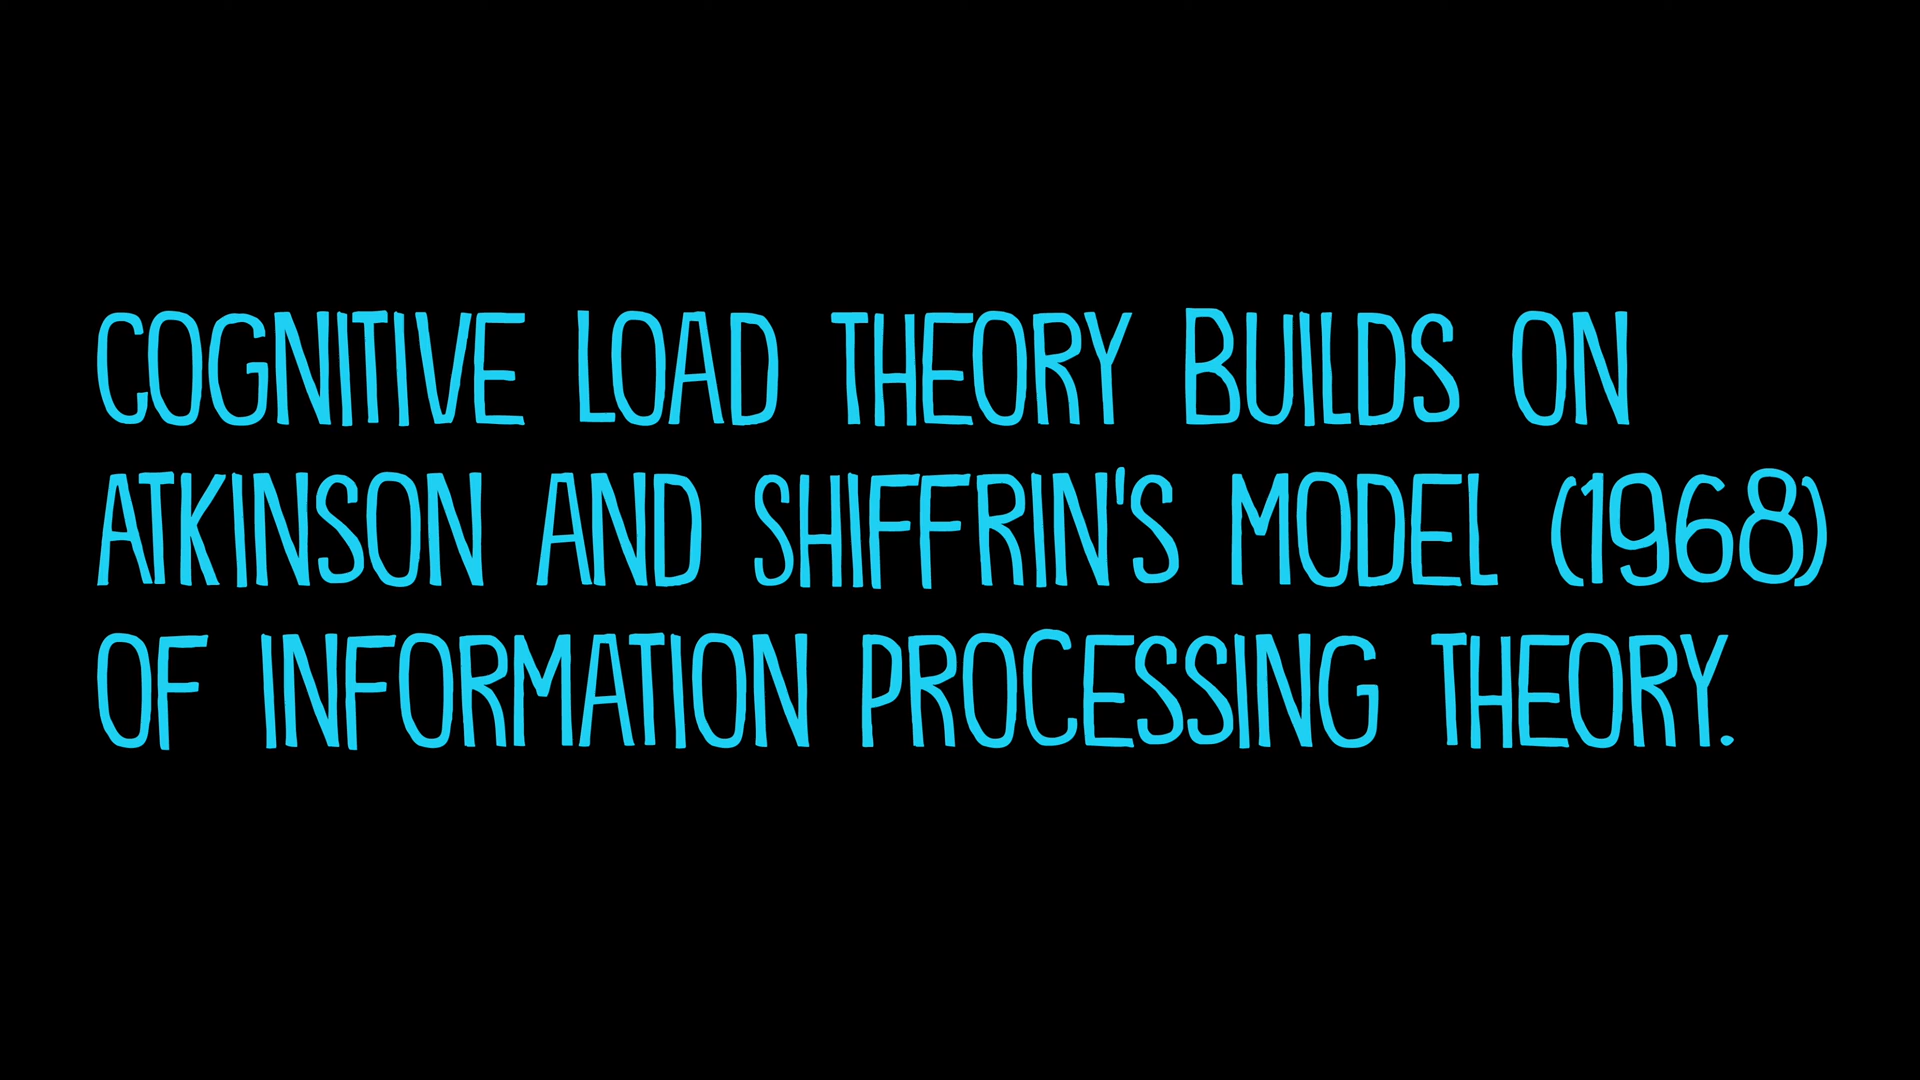 COGNITIVE LOAD THEORY BUILDS ON
ATKINSON AND SHIFFRIN'S MODEL (1968)
OF INFORMATION PROCESSING THEORY.